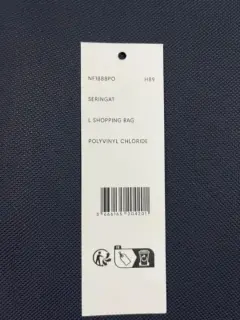 NF1888PO H89
SERINGAT
L SHOPPING BAG
POLYVINYL CHLORIDE